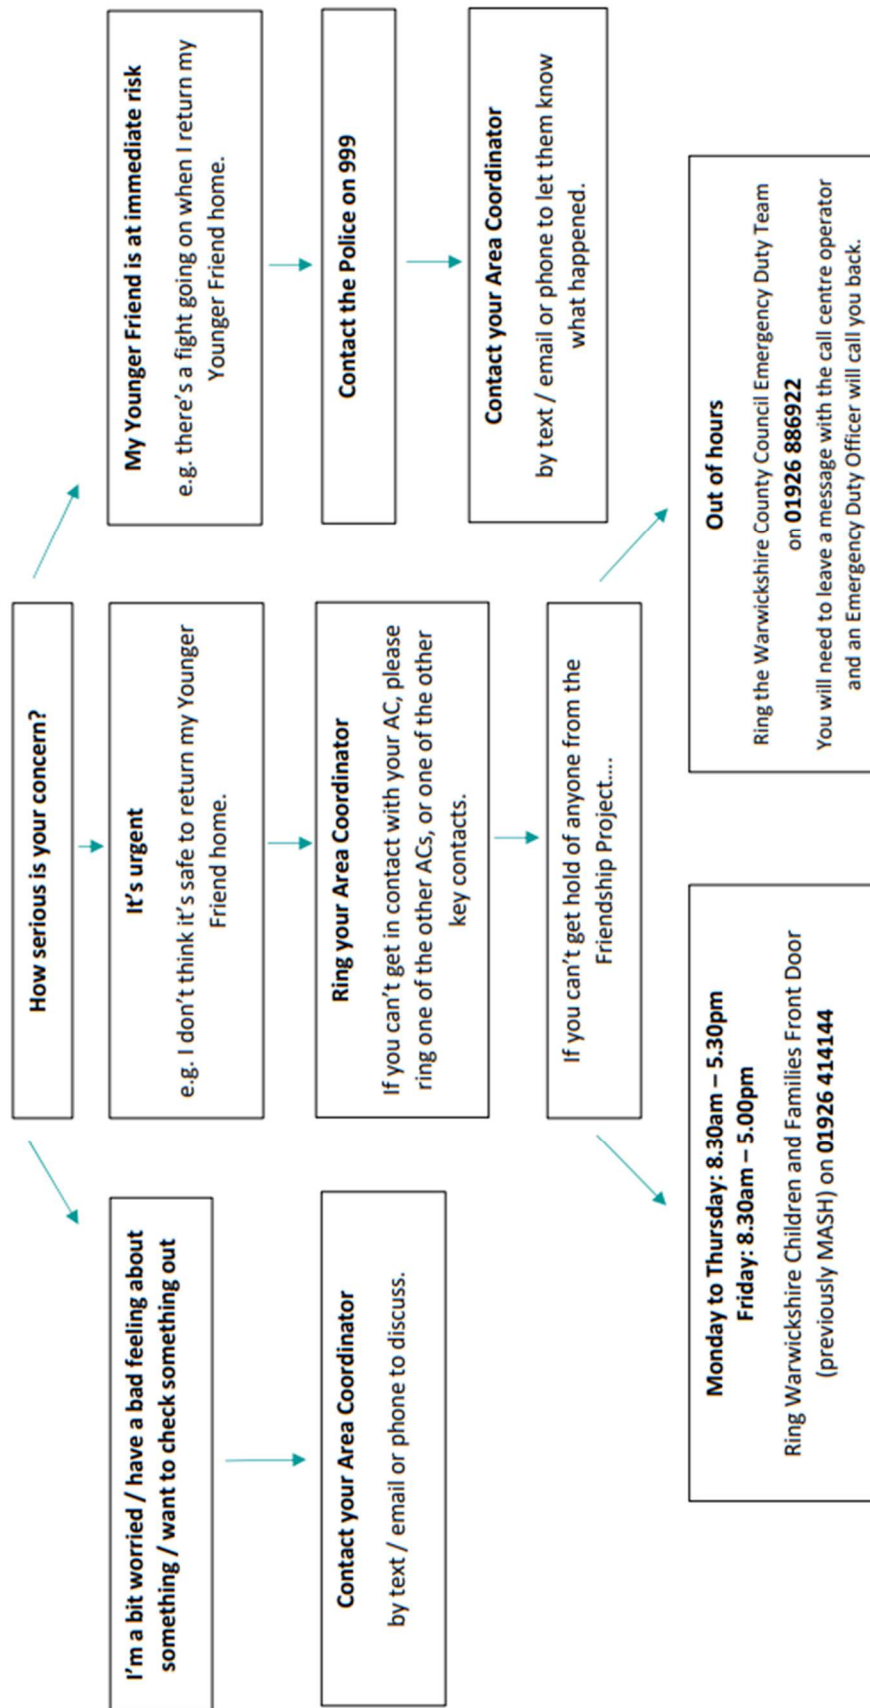 How serious is your concern?
I'm a bit worried / have a bad feeling about
something / want to check something out
Contact your Area Coordinator
by text / email or phone to discuss.
It's urgent
e.g. I don't think it's safe to return my Younger
Friend home.
Ring your Area Coordinator
If you can't get in contact with your AC, please
ring one of the other ACs, or one of the other
key contacts.
If you can't get hold of anyone from the
Friendship Project....
Monday to Thursday: 8.30am – 5.30pm
Friday: 8.30am – 5.00pm
Ring Warwickshire Children and Families Front Door
(previously MASH) on 01926 414144
Out of hours
Ring the Warwickshire County Council Emergency Duty Team
on 01926 886922
You will need to leave a message with the call centre operator
and an Emergency Duty Officer will call you back.
My Younger Friend is at immediate risk
e.g. there's a fight going on when I return my
Younger Friend home.
Contact the Police on 999
Contact your Area Coordinator
by text / email or phone to let them know
what happened.